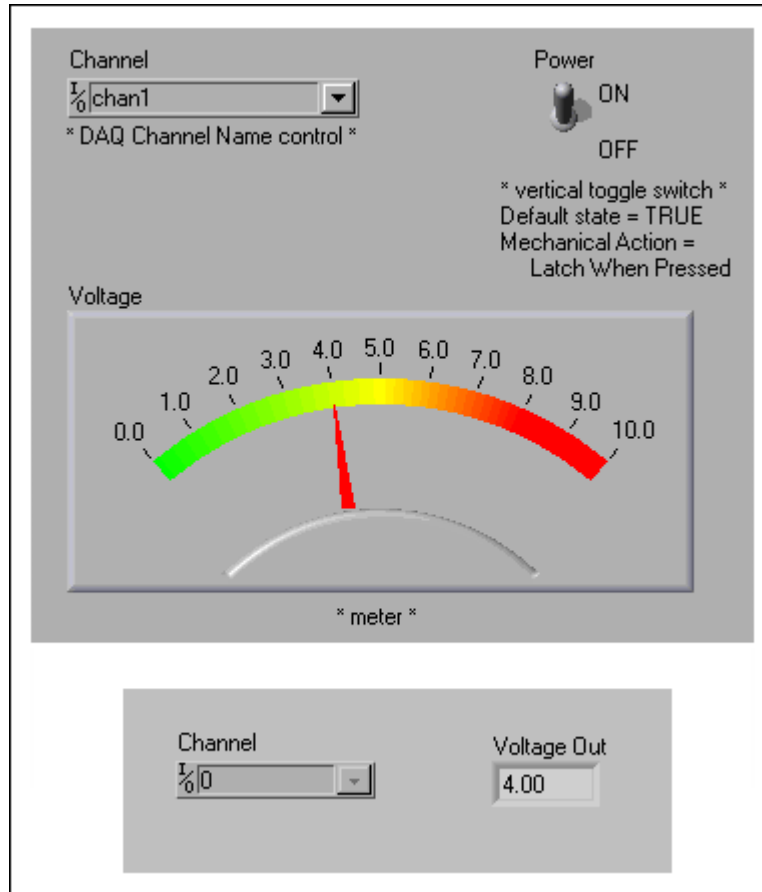 Channel
Power
I/O chan1
ON
* DAQ Channel Name control *
OFF
* vertical toggle switch *
Default state = TRUE
Mechanical Action =
Latch When Pressed
Voltage
0.0 1.0 2.0 3.0 4.0 5.0 6.0 7.0 8.0 9.0 10.0
* meter *
Channel
Voltage Out
I/O 0
4.00